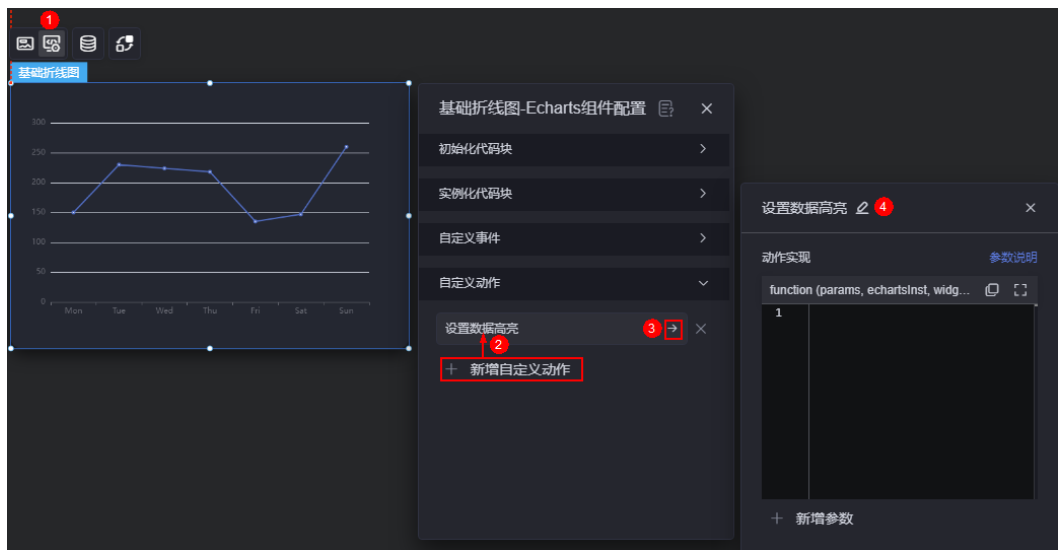 1
基础折线图
300
250
200
150
100
50
0
Mon Tue Wed Thu Fri Sat Sun
基础折线图-Echarts组件配置
初始化代码块
实例化代码块
自定义事件
自定义动作
设置数据高亮 3
2
+ 新增自定义动作
设置数据高亮 4
动作实现 参数说明
function (params, echartsInst, widg...
1
+ 新增参数